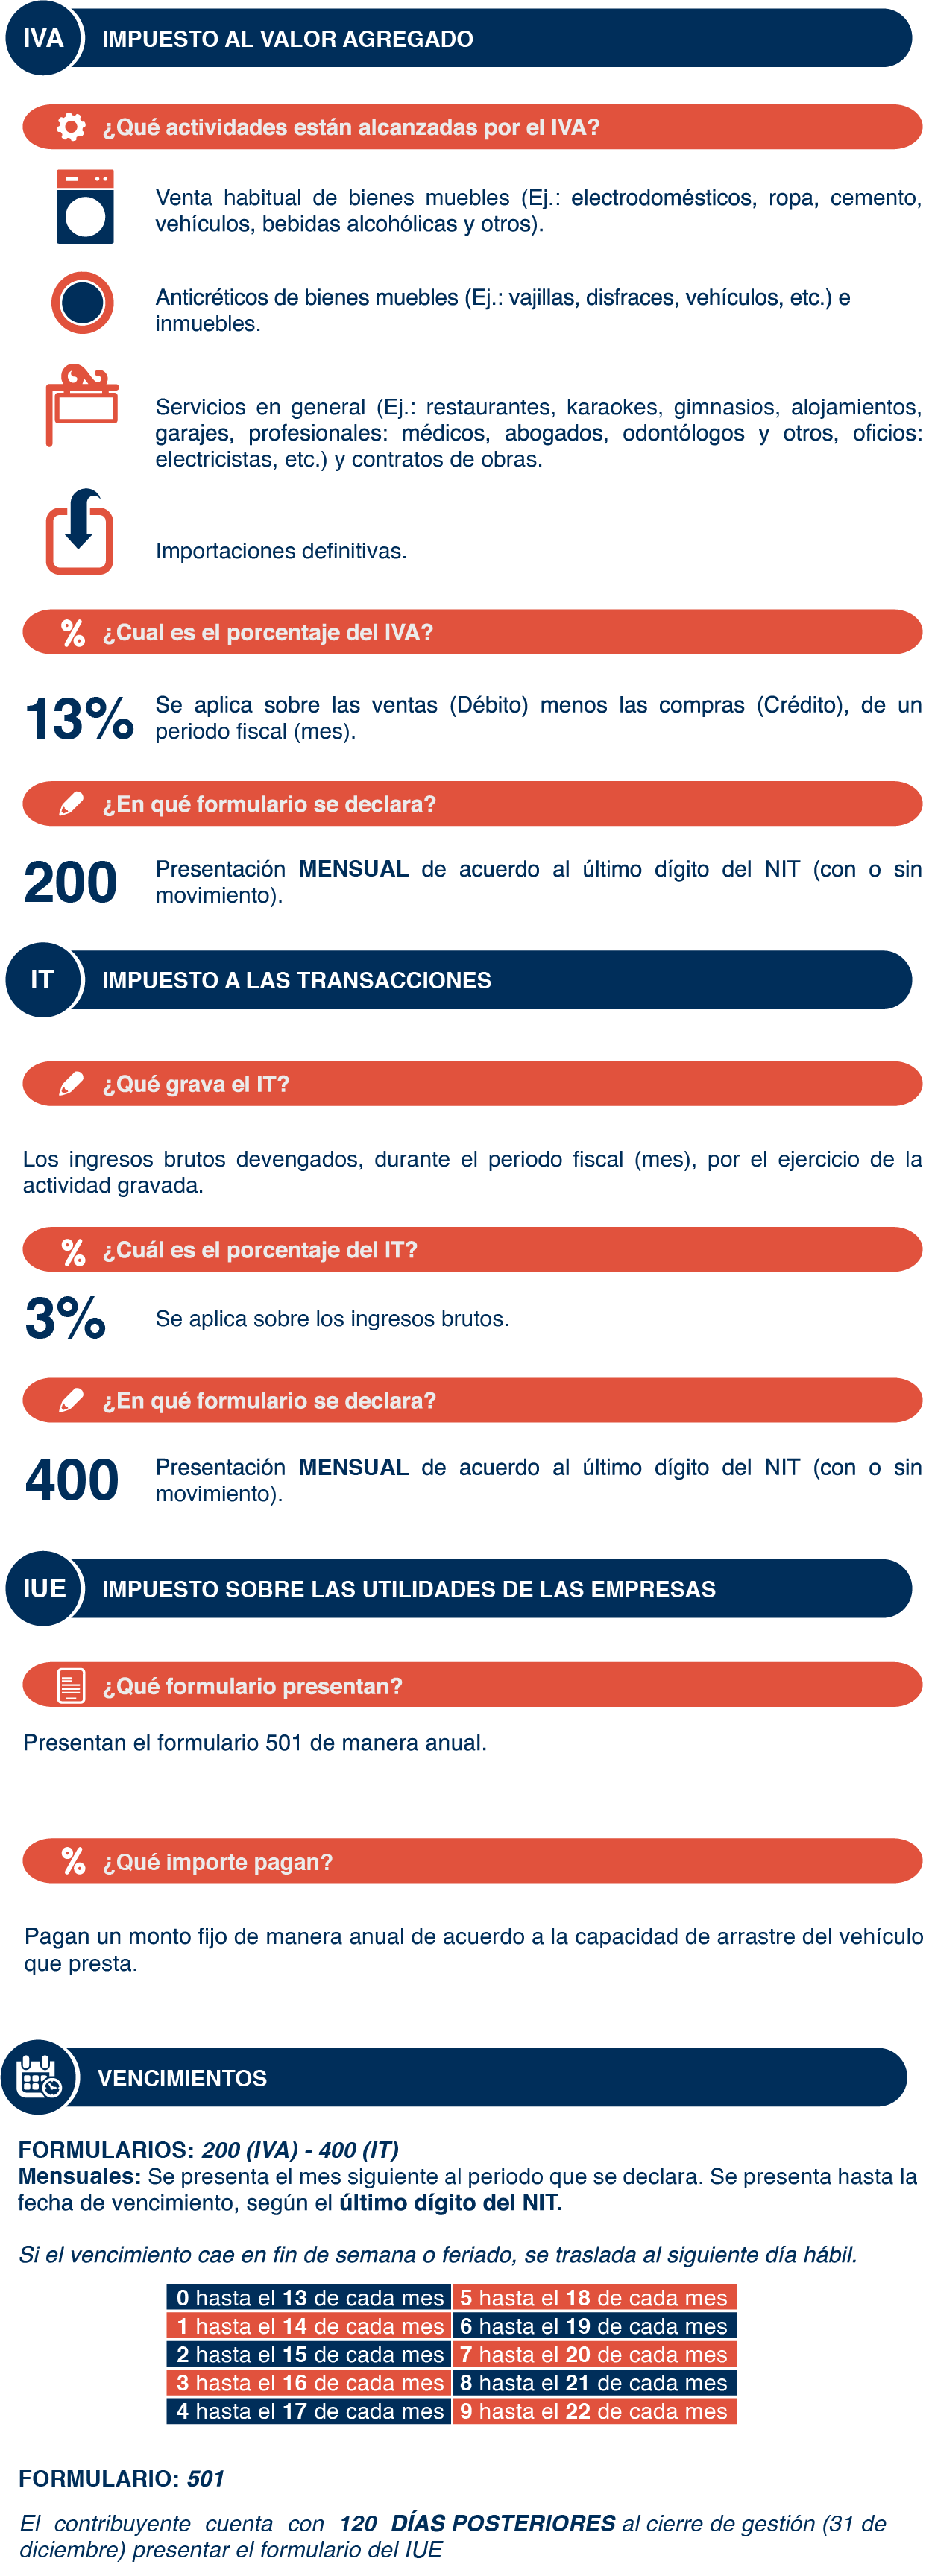 IVA IMPUESTO AL VALOR AGREGADO
¿Qué actividades están alcanzadas por el IVA?
Venta habitual de bienes muebles (Ej.: electrodomésticos, ropa, cemento,
vehículos, bebidas alcohólicas y otros).
Anticréticos de bienes muebles (Ej.: vajillas, disfraces, vehículos, etc.) e
inmuebles.
Servicios en general (Ej.: restaurantes, karaokes, gimnasios, alojamientos,
garajes, profesionales: médicos, abogados, odontólogos y otros, oficios:
electricistas, etc.) y contratos de obras.
Importaciones definitivas.
% ¿Cual es el porcentaje del IVA?
13% Se aplica sobre las ventas (Débito) menos las compras (Crédito), de un
periodo fiscal (mes).
¿En qué formulario se declara?
200 Presentación MENSUAL de acuerdo al último dígito del NIT (con o sin
movimiento).
IT IMPUESTO A LAS TRANSACCIONES
¿Qué grava el IT?
Los ingresos brutos devengados, durante el periodo fiscal (mes), por el ejercicio de la
actividad gravada.
% ¿Cuál es el porcentaje del IT?
3% Se aplica sobre los ingresos brutos.
¿En qué formulario se declara?
400 Presentación MENSUAL de acuerdo al último dígito del NIT (con o sin
movimiento).
IUE IMPUESTO SOBRE LAS UTILIDADES DE LAS EMPRESAS
¿Qué formulario presentan?
Presentan el formulario 501 de manera anual.
% ¿Qué importe pagan?
Pagan un monto fijo de manera anual de acuerdo a la capacidad de arrastre del vehículo
que presta.
VENCIMIENTOS
FORMULARIOS: 200 (IVA) - 400 (IT)
Mensuales: Se presenta el mes siguiente al periodo que se declara. Se presenta hasta la
fecha de vencimiento, según el último dígito del NIT.
Si el vencimiento cae en fin de semana o feriado, se traslada al siguiente día hábil.
0 hasta el 13 de cada mes 5 hasta el 18 de cada mes
1 hasta el 14 de cada mes 6 hasta el 19 de cada mes
2 hasta el 15 de cada mes 7 hasta el 20 de cada mes
3 hasta el 16 de cada mes 8 hasta el 21 de cada mes
4 hasta el 17 de cada mes 9 hasta el 22 de cada mes
FORMULARIO: 501
El contribuyente cuenta con 120 DÍAS POSTERIORES al cierre de gestión (31 de
diciembre) presentar el formulario del IUE